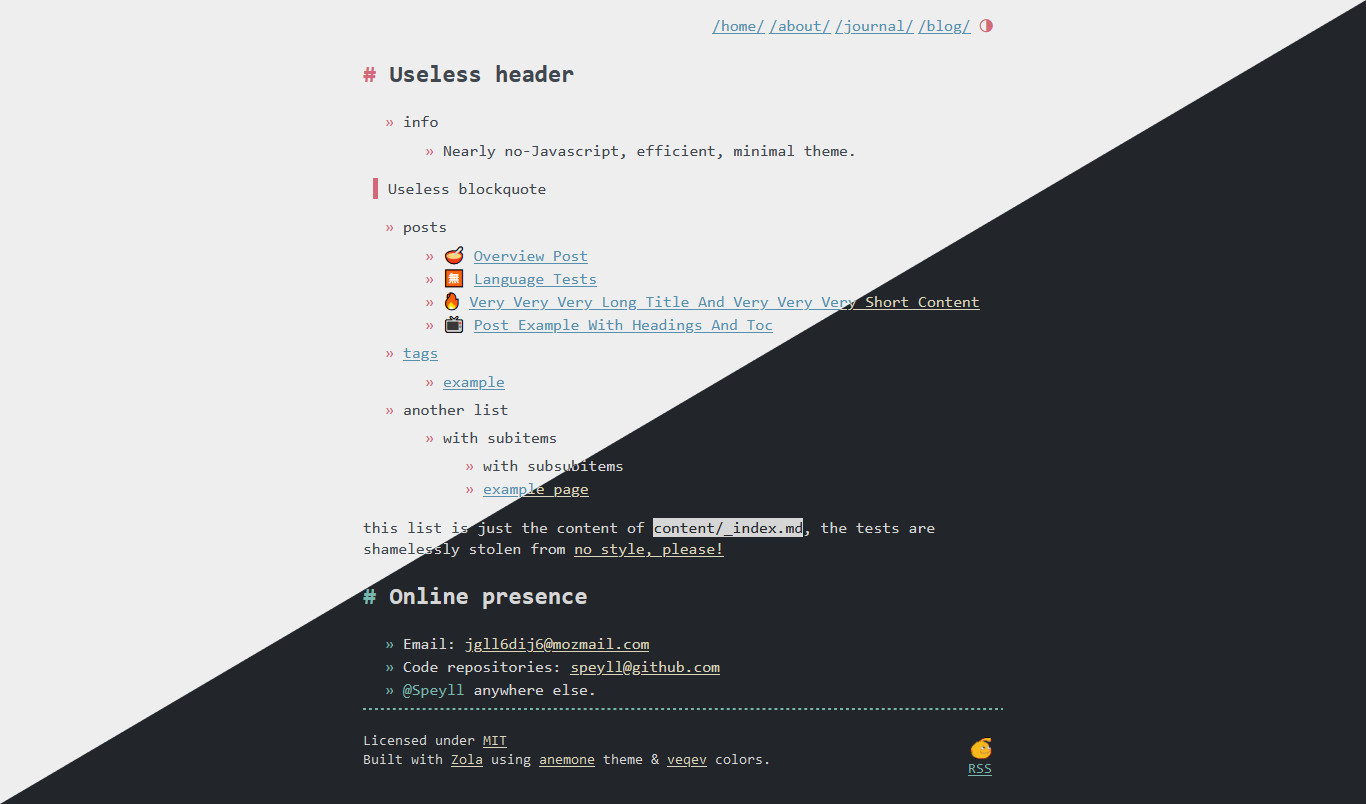 /home/ /about/ /journal/ /blog/
# Useless header
» info
» Nearly no-Javascript, efficient, minimal theme.
Useless blockquote
» posts
» Overview Post
» 無 Language Tests
» Very Very Very Long Title And Very Very Very Short Content
» Post Example With Headings And Toc
» tags
» example
» another list
» with subitems
» with subsubitems
» example page
this list is just the content of content/_index.md, the tests are
shamelessly stolen from no style, please!
# Online presence
» Email: jgll6dij6@mozmail.com
» Code repositories: speyll@github.com
» @Speyll anywhere else.
Licensed under MIT
Built with Zola using anemone theme & veqev colors.
RSS